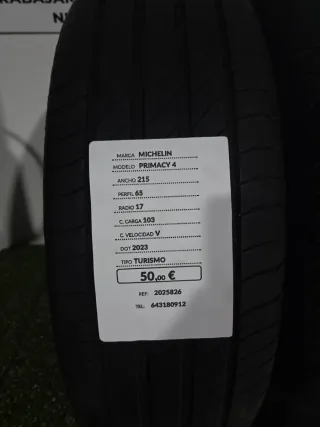 MARCA MICHELIN
MODELO PRIMACY 4
ANCHO 215
PERFIL 65
RADIO 17
C. CARGA 103
C. VELOCIDAD V
DOT 2023
TIPO TURISMO
50,00 €
REF: 2025826
TEL: 643180912